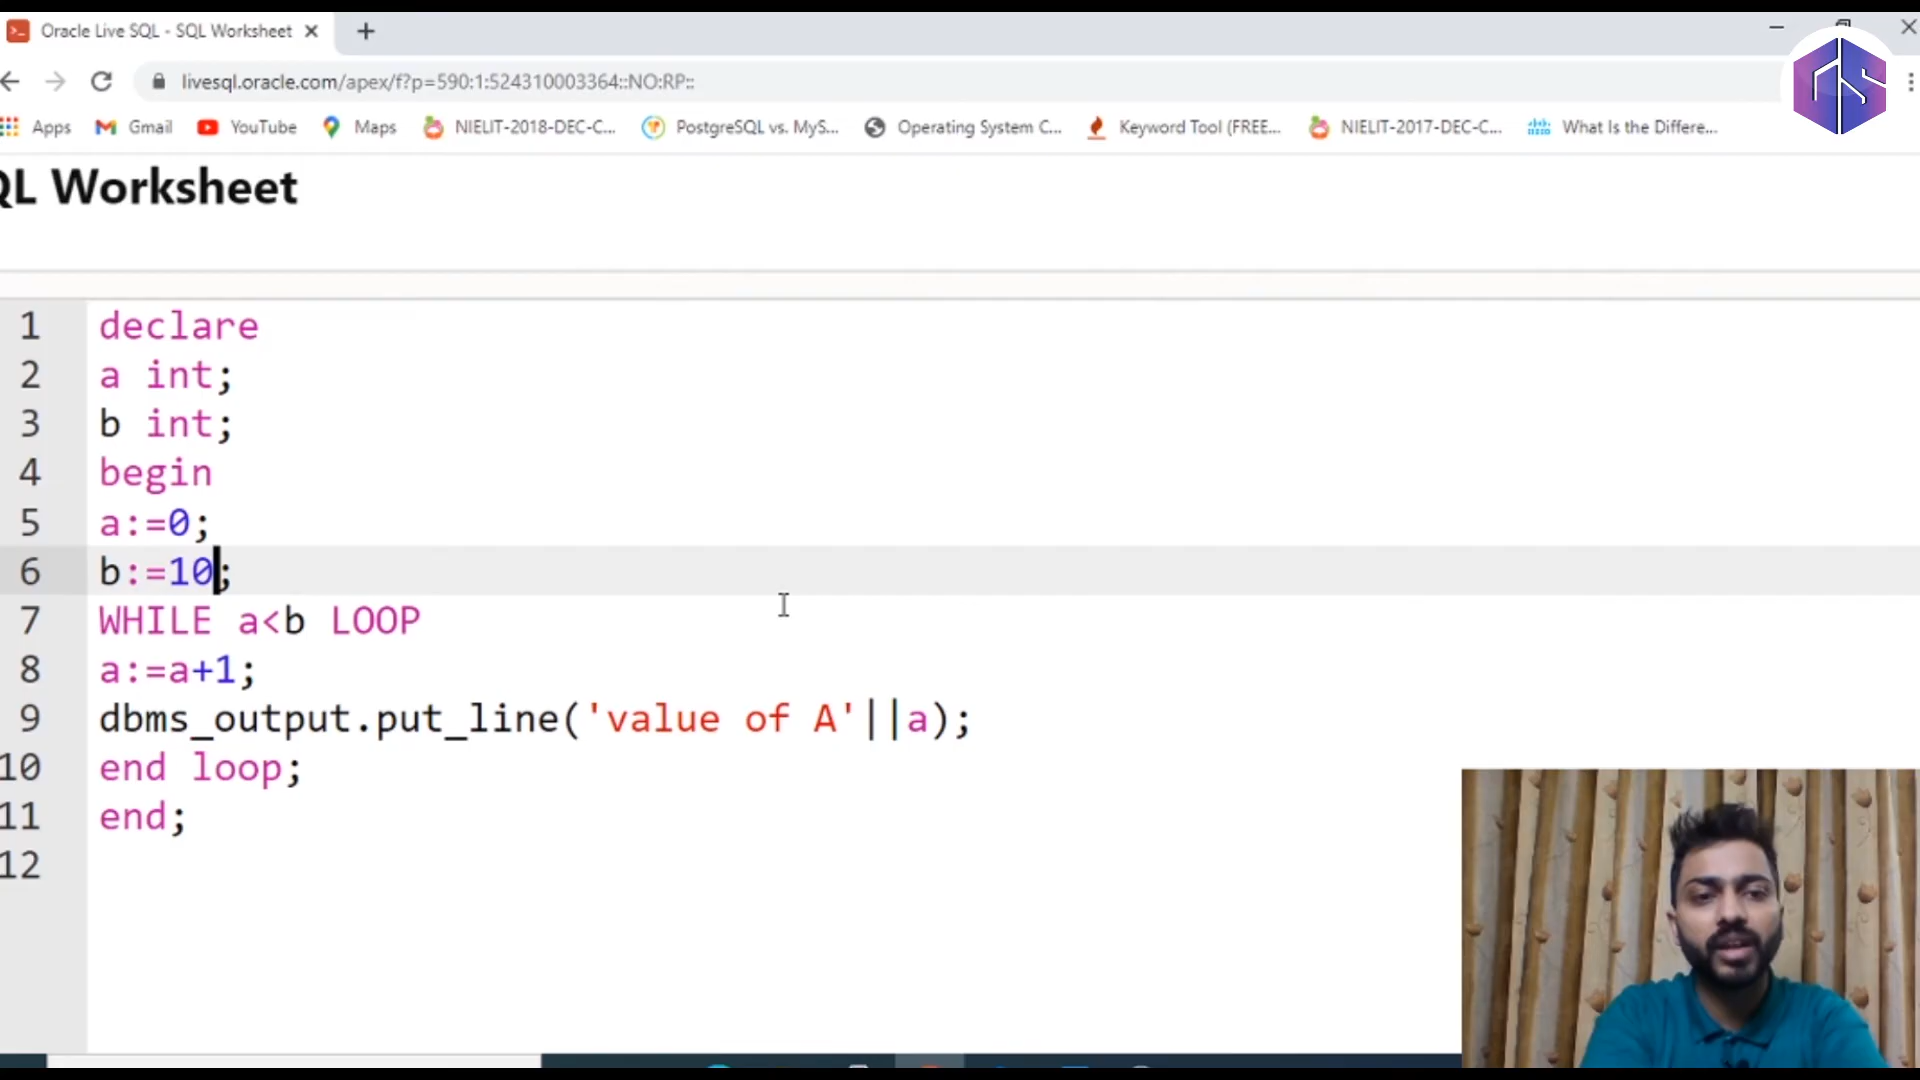 Oracle Live SQL - SQL Worksheet
livesql.oracle.com/apex/f?p=590:1:524310003364::NO:RP::
Apps Gmail YouTube Maps NIELIT-2018-DEC-C... PostgreSQL vs. MyS... Operating System C... Keyword Tool (FREE... NIELIT-2017-DEC-C... What Is the Differe...
QL Worksheet
1 declare
2 a int;
3 b int;
4 begin
5 a:=0;
6 b:=10;
7 WHILE a<b LOOP
8 a:=a+1;
9 dbms_output.put_line('value of A'||a);
10 end loop;
11 end;
12